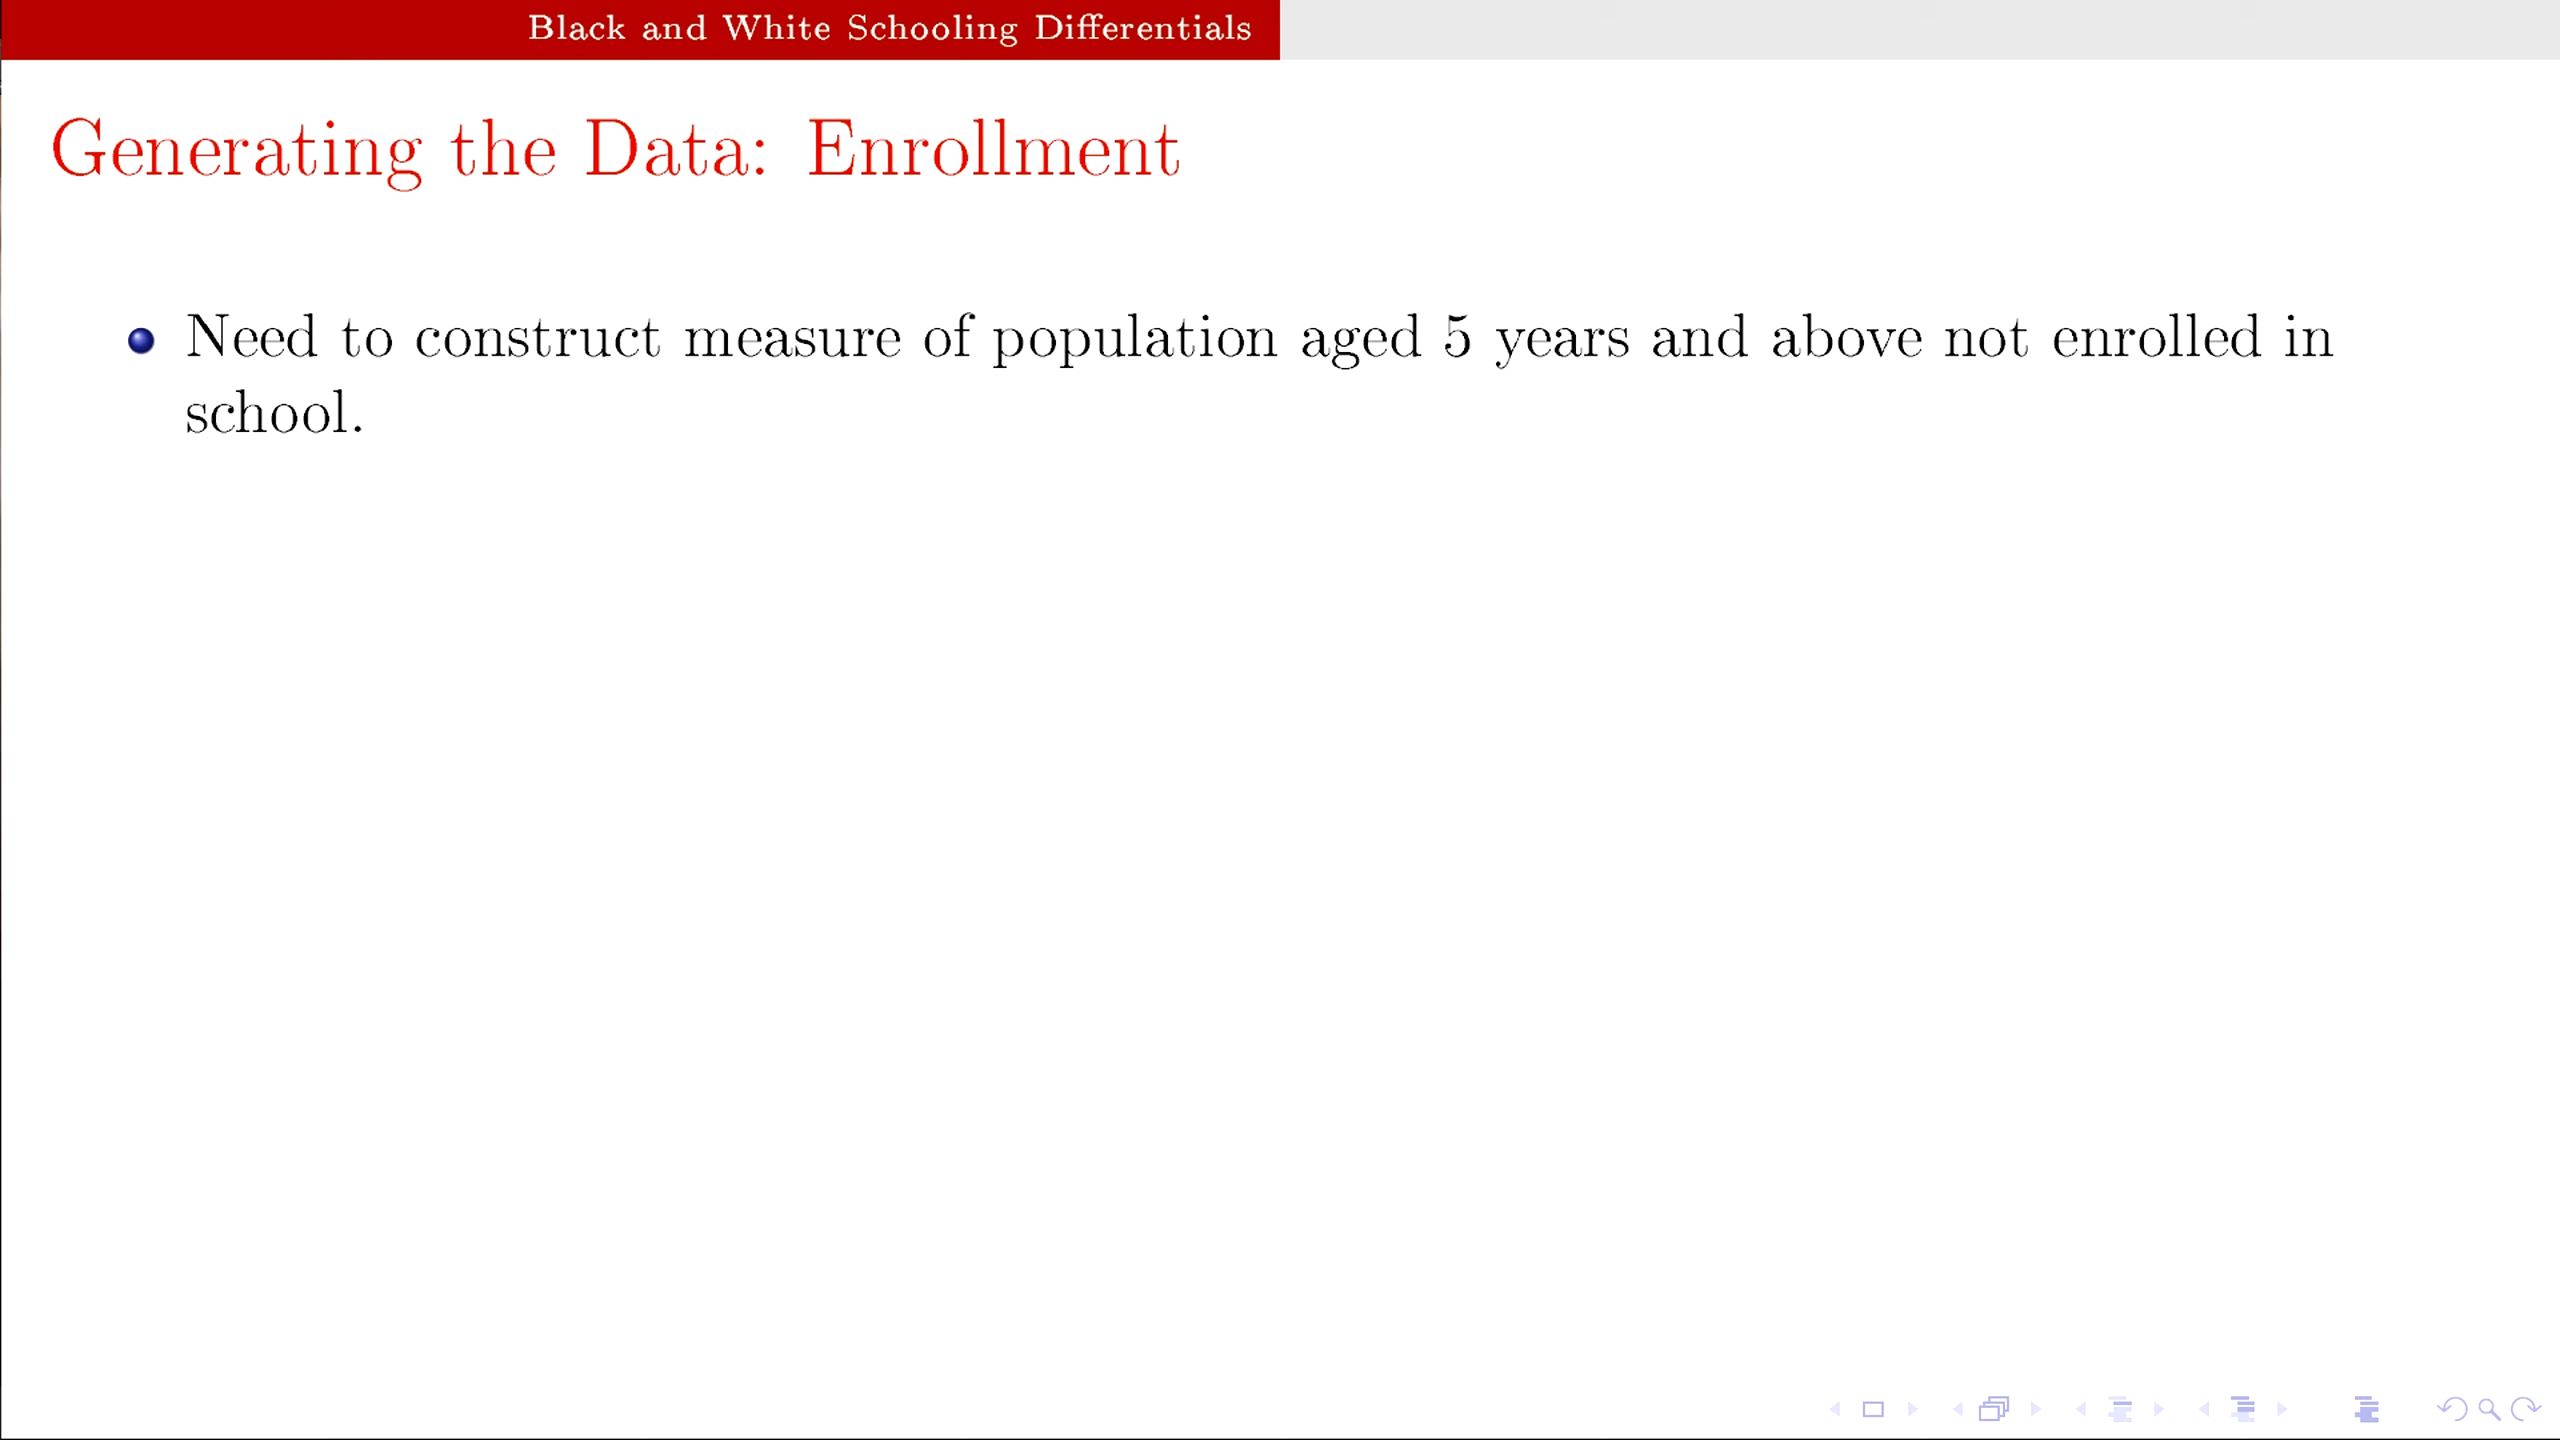 Black and White Schooling Differentials
Generating the Data: Enrollment
Need to construct measure of population aged 5 years and above not enrolled in
school.